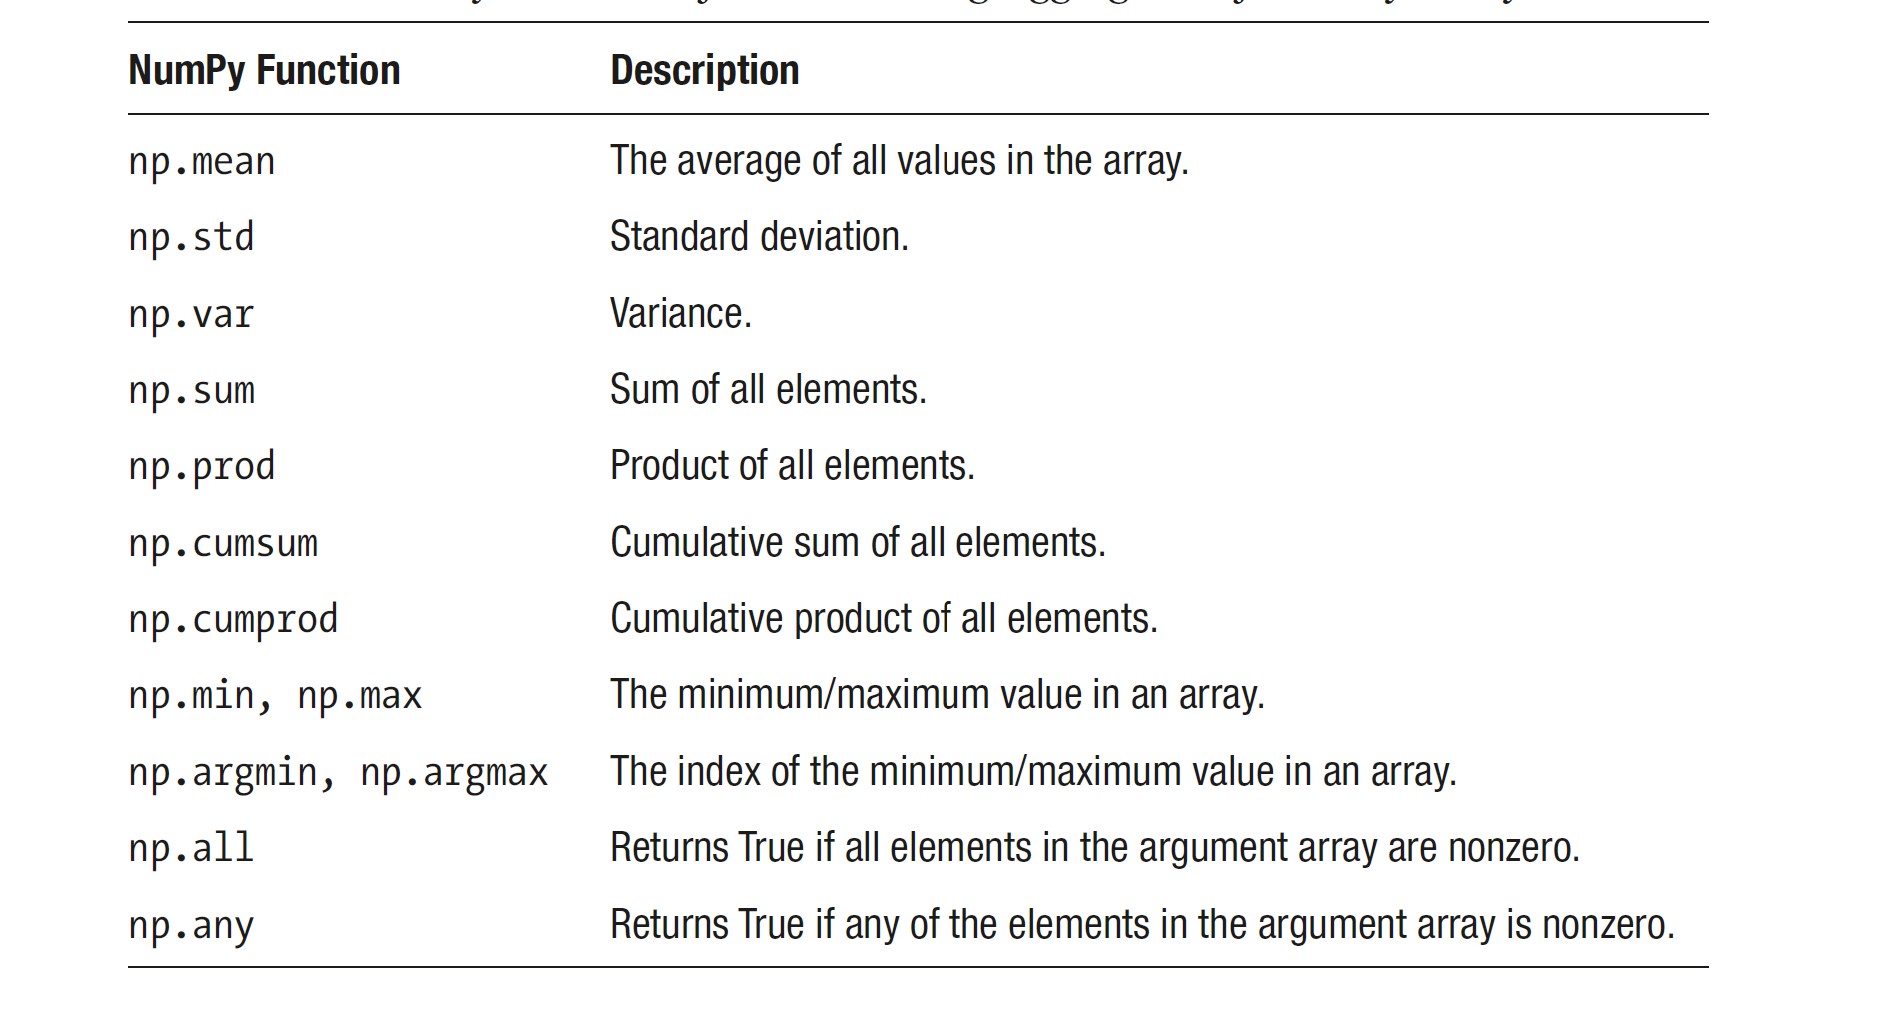 NumPy Function Description
np.mean The average of all values in the array.
np.std Standard deviation.
np.var Variance.
np.sum Sum of all elements.
np.prod Product of all elements.
np.cumsum Cumulative sum of all elements.
np.cumprod Cumulative product of all elements.
np.min, np.max The minimum/maximum value in an array.
np.argmin, np.argmax The index of the minimum/maximum value in an array.
np.all Returns True if all elements in the argument array are nonzero.
np.any Returns True if any of the elements in the argument array is nonzero.